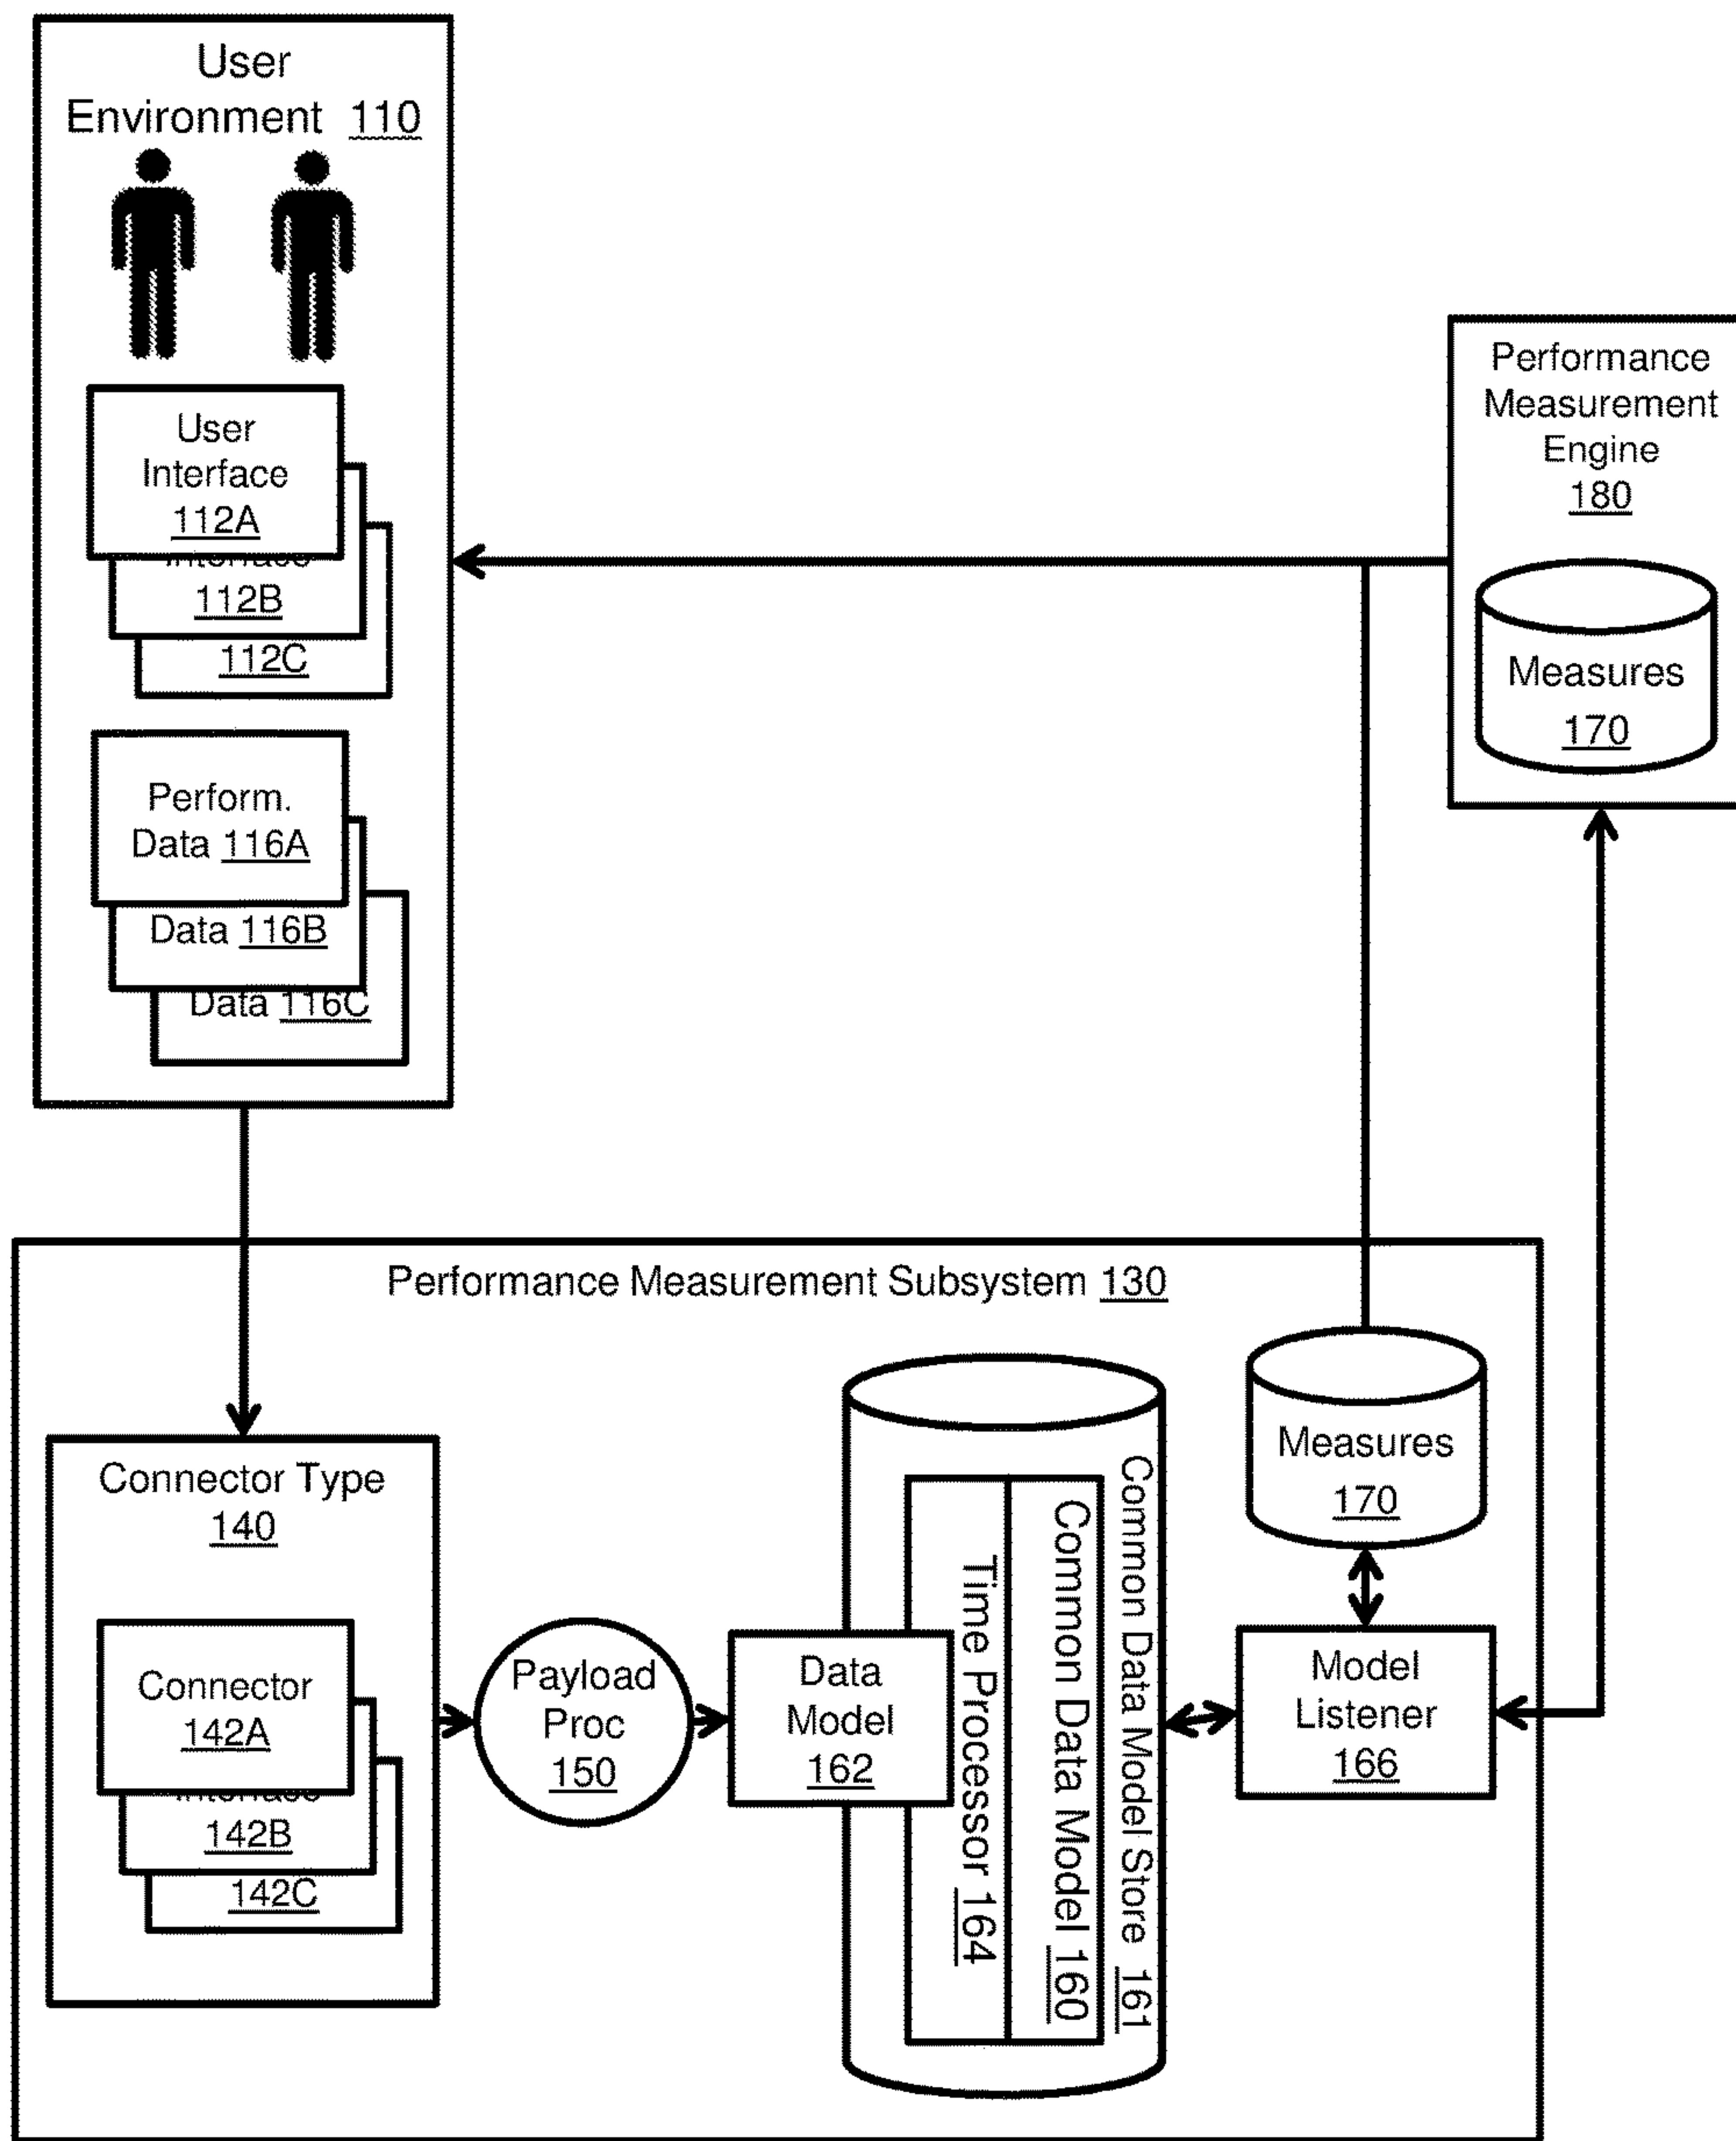 User
Environment 110
User
Interface
112A
Interface
112B
112C
Perform.
Data 116A
Data 116B
Data 116C
Performance
Measurement
Engine
180
Measures
170
Performance Measurement Subsystem 130
Connector Type
140
Connector
142A
Interface
142B
142C
Payload
Proc
150
Data
Model
162
Time Processor 164
Common Data Model 160
Common Data Model Store 161
Measures
170
Model
Listener
166